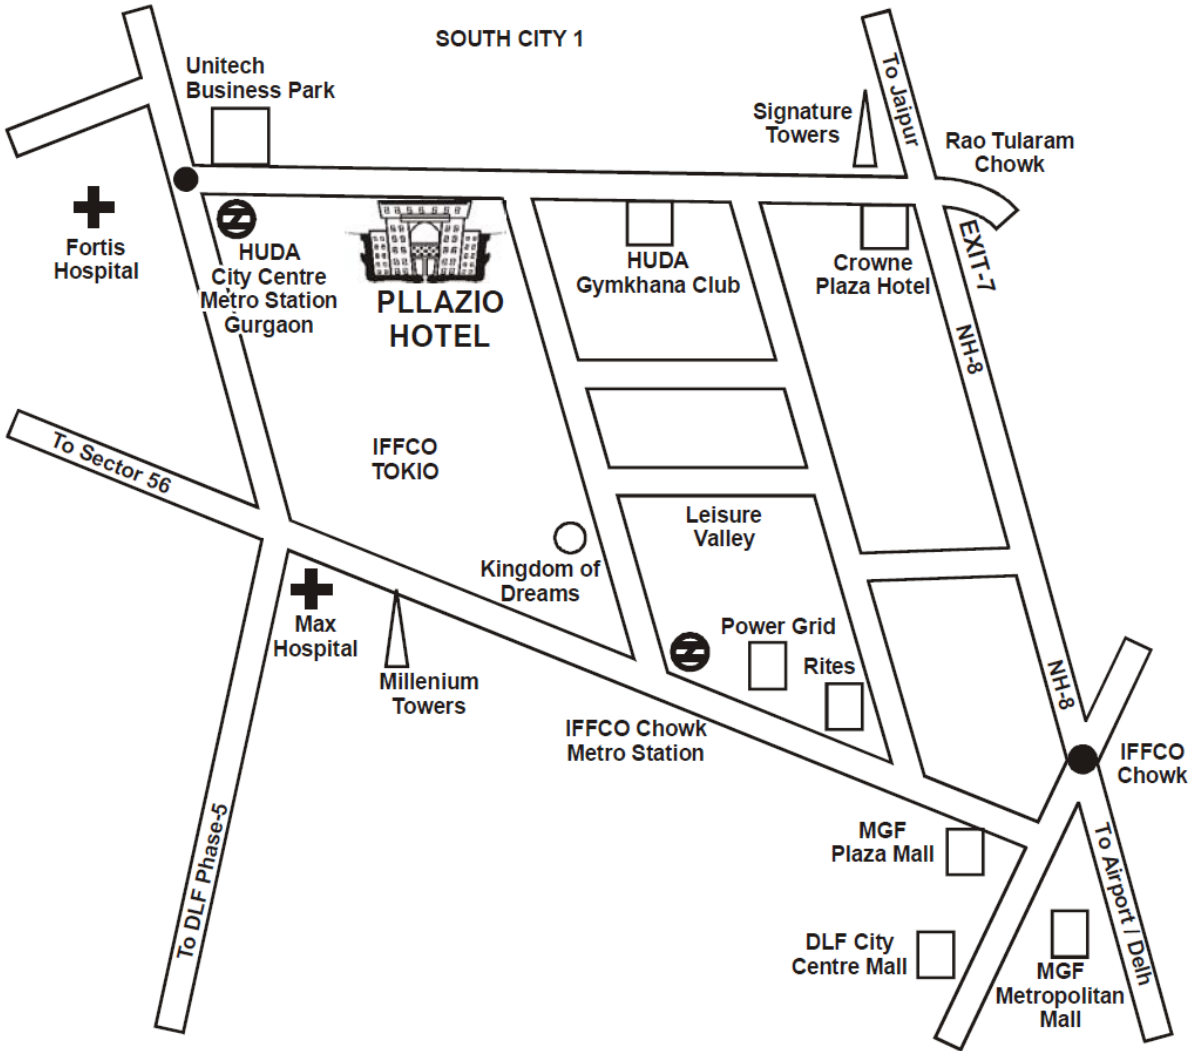 SOUTH CITY 1
Unitech
Business Park
To Jaipur
Signature
Towers
Rao Tularam
Chowk
Fortis
Hospital
HUDA
City Centre
Metro Station
Gurgaon
PLLAZIO
HOTEL
HUDA
Gymkhana Club
Crowne
Plaza Hotel
EXIT-7
NH-8
To Sector 56
IFFCO
TOKIO
Leisure
Valley
Kingdom of
Dreams
Max
Hospital
Millenium
Towers
Power Grid
Rites
NH-8
IFFCO Chowk
Metro Station
IFFCO
Chowk
To DLF Phase-5
MGF
Plaza Mall
To Airport / Delh
DLF City
Centre Mall
MGF
Metropolitan
Mall